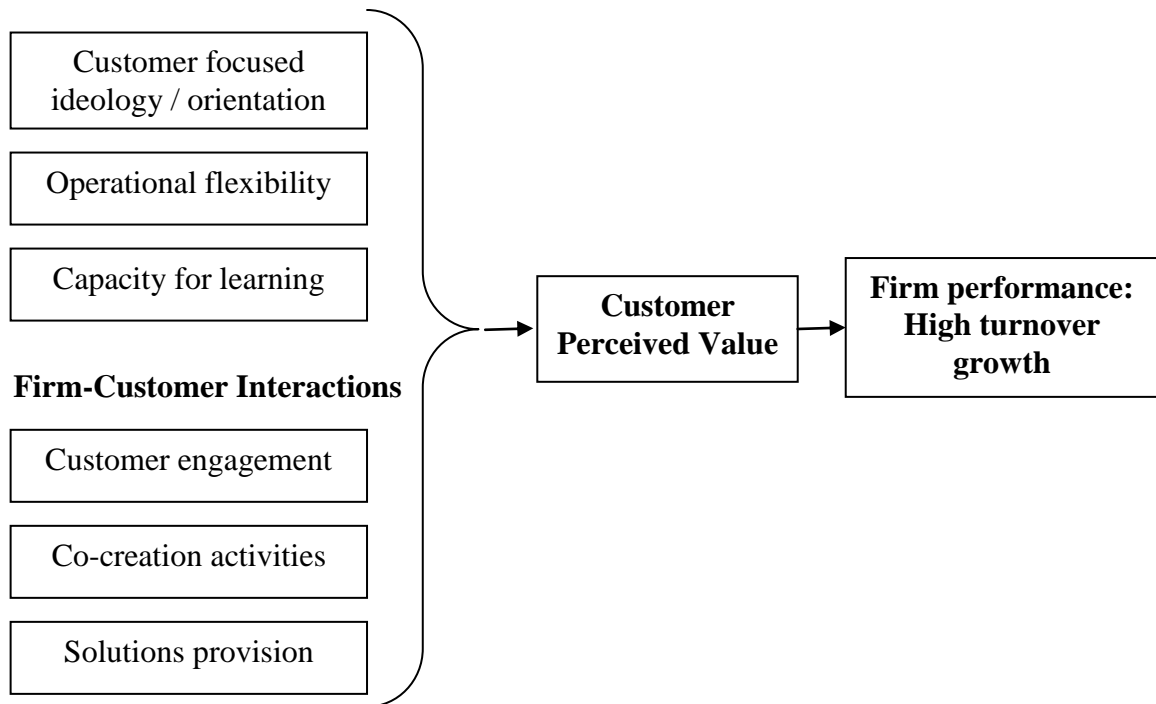 Customer focused
ideology / orientation
Operational flexibility
Capacity for learning
Firm-Customer Interactions
Customer engagement
Co-creation activities
Solutions provision
Customer
Perceived Value
Firm performance:
High turnover
growth